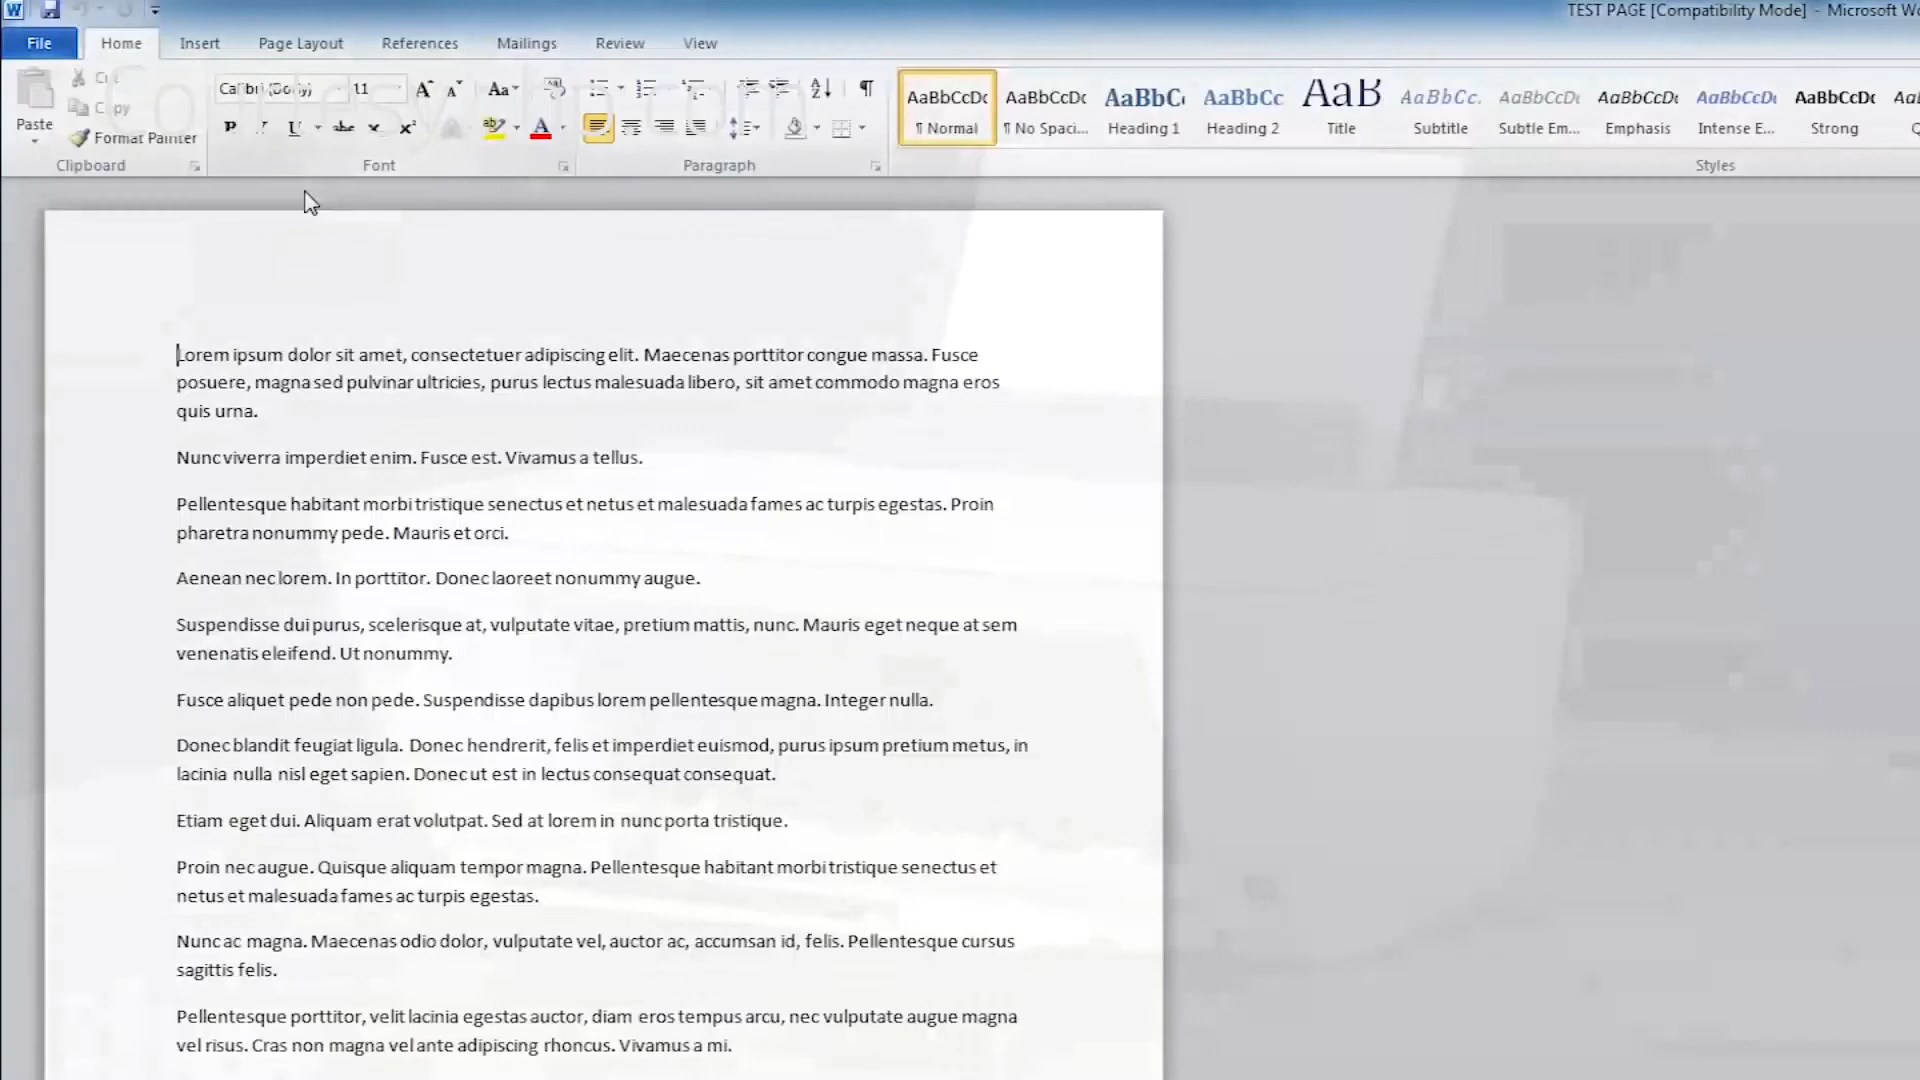 TEST PAGE [Compatibility Mode] - Microsoft Wo
File Home Insert Page Layout References Mailings Review View
Cut
Copy
Paste
Format Painter
Calibri (Body) 11
AaBbCcDc AaBbCcDc AaBbC AaBbCc AaB AaBbCc. AaBbCcDc AaBbCcDc AaBbCcDc AaBbCcDc
¶ Normal ¶ No Spaci... Heading 1 Heading 2 Title Subtitle Subtle Em... Emphasis Intense E... Strong
Clipboard Font Paragraph Styles
Lorem ipsum dolor sit amet, consectetuer adipiscing elit. Maecenas porttitor congue massa. Fusce
posuere, magna sed pulvinar ultricies, purus lectus malesuada libero, sit amet commodo magna eros
quis urna.
Nunc viverra imperdiet enim. Fusce est. Vivamus a tellus.
Pellentesque habitant morbi tristique senectus et netus et malesuada fames ac turpis egestas. Proin
pharetra nonummy pede. Mauris et orci.
Aenean nec lorem. In porttitor. Donec laoreet nonummy augue.
Suspendisse dui purus, scelerisque at, vulputate vitae, pretium mattis, nunc. Mauris eget neque at sem
venenatis eleifend. Ut nonummy.
Fusce aliquet pede non pede. Suspendisse dapibus lorem pellentesque magna. Integer nulla.
Donec blandit feugiat ligula. Donec hendrerit, felis et imperdiet euismod, purus ipsum pretium metus, in
lacinia nulla nisl eget sapien. Donec ut est in lectus consequat consequat.
Etiam eget dui. Aliquam erat volutpat. Sed at lorem in nunc porta tristique.
Proin nec augue. Quisque aliquam tempor magna. Pellentesque habitant morbi tristique senectus et
netus et malesuada fames ac turpis egestas.
Nunc ac magna. Maecenas odio dolor, vulputate vel, auctor ac, accumsan id, felis. Pellentesque cursus
sagittis felis.
Pellentesque porttitor, velit lacinia egestas auctor, diam eros tempus arcu, nec vulputate augue magna
vel risus. Cras non magna vel ante adipiscing rhoncus. Vivamus a mi.